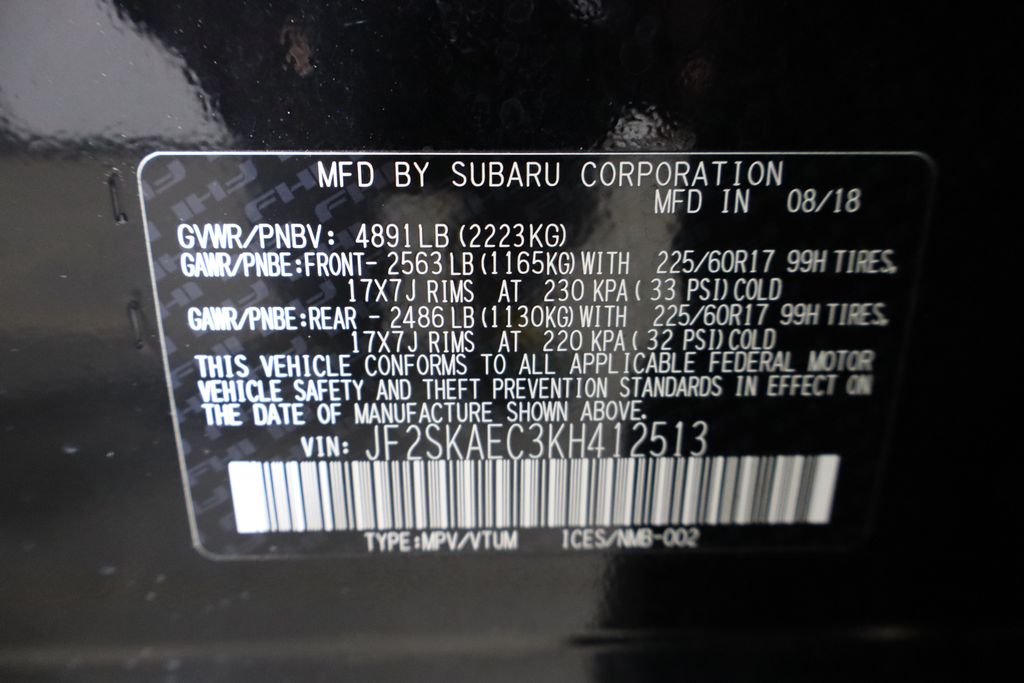 MFD BY SUBARU CORPORATION
MFD IN 08/18
GVWR/PNBV: 4891LB (2223KG)
GAWR/PNBE:FRONT- 2563 LB (1165KG) WITH 225/60R17 99H TIRES,
17X7J RIMS AT 230 KPA ( 33 PSI) COLD
GAWR/PNBE:REAR - 2486 LB (1130KG) WITH 225/60R17 99H TIRES,
17X7J RIMS AT 220 KPA ( 32 PSI) COLD
THIS VEHICLE CONFORMS TO ALL APPLICABLE FEDERAL MOTOR
VEHICLE SAFETY AND THEFT PREVENTION STANDARDS IN EFFECT ON
THE DATE OF MANUFACTURE SHOWN ABOVE.
VIN: JF2SKAEC3KH412513
TYPE:MPV/VTUM ICES/NMB-002